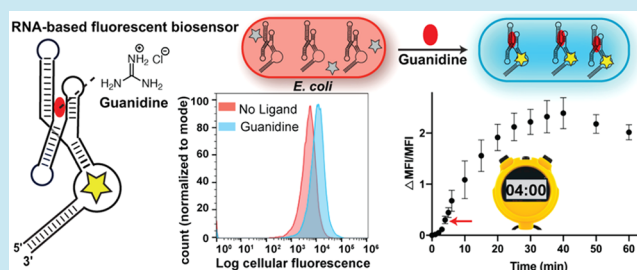 RNA-based fluorescent biosensor
NH₂ Cl⁻
H₂N NH₂
Guanidine
5'
3'
E. coli
Guanidine
count (normalized to mode)
100
80
60
40
20
0
No Ligand
Guanidine
10⁰ 10¹ 10² 10³ 10⁴ 10⁵ 10⁶
Log cellular fluorescence
△MFI/MFI
2
1
0
04:00
0 10 20 30 40 50 60
Time (min)